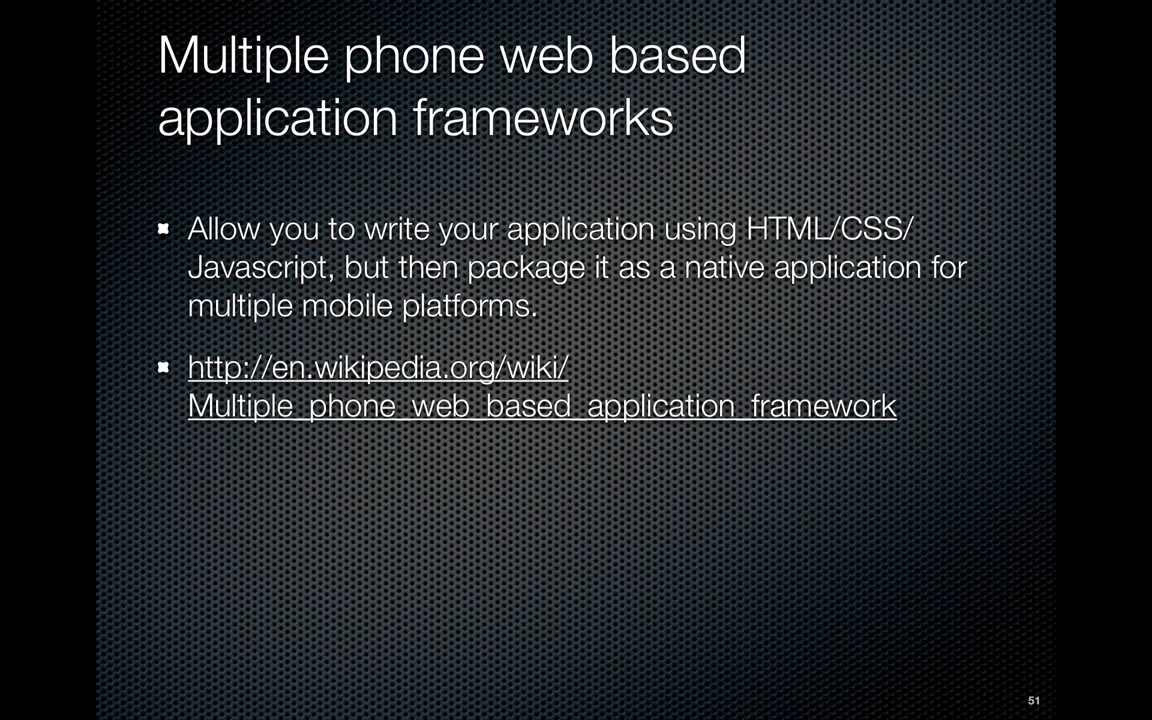 Multiple phone web based
application frameworks
Allow you to write your application using HTML/CSS/
Javascript, but then package it as a native application for
multiple mobile platforms.
http://en.wikipedia.org/wiki/
Multiple_phone_web_based_application_framework
51